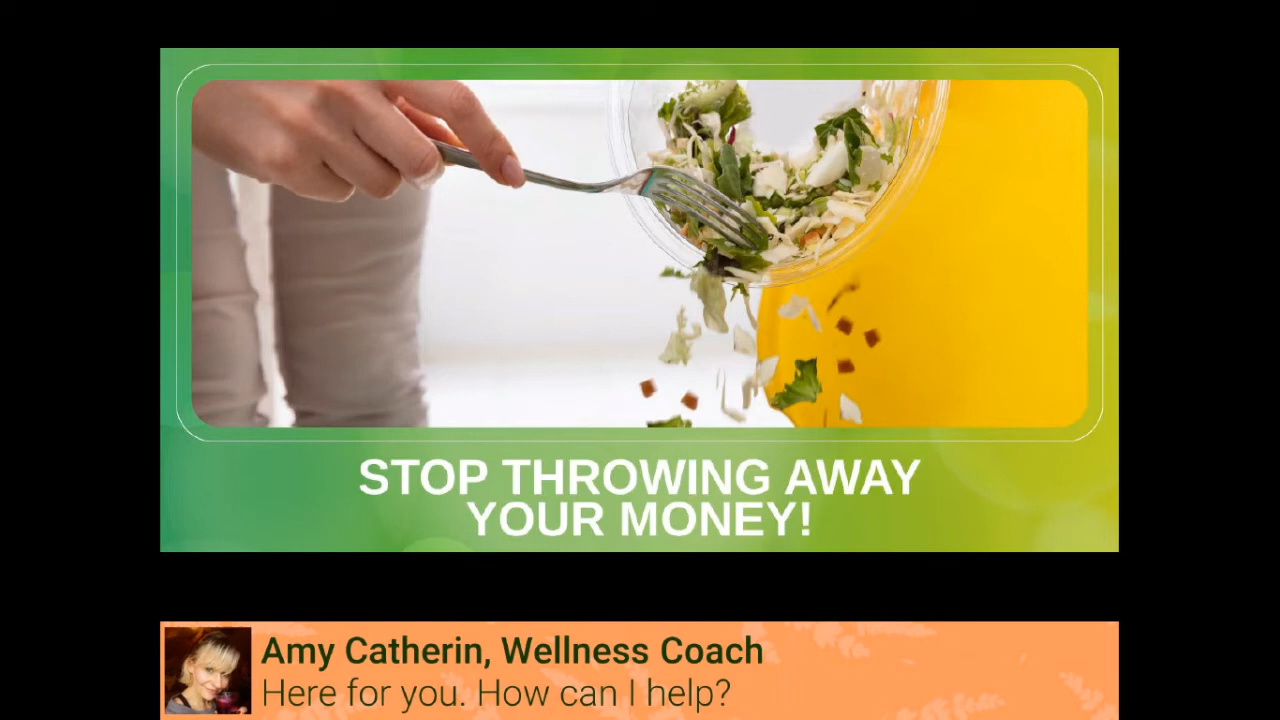 STOP THROWING AWAY
YOUR MONEY!
Amy Catherin, Wellness Coach
Here for you. How can I help?